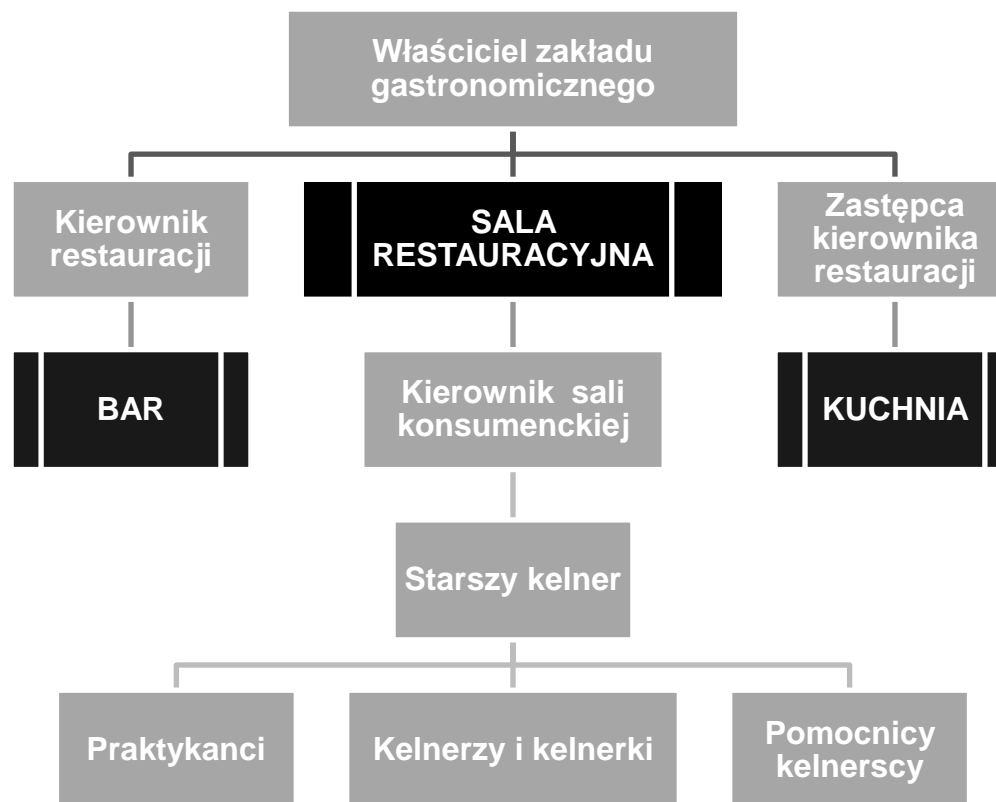 Właściciel zakładu
gastronomicznego
Kierownik
restauracji
SALA
RESTAURACYJNA
Zastępca
kierownika
restauracji
BAR
Kierownik sali
konsumenckiej
KUCHNIA
Starszy kelner
Praktykanci
Kelnerzy i kelnerki
Pomocnicy
kelnerscy